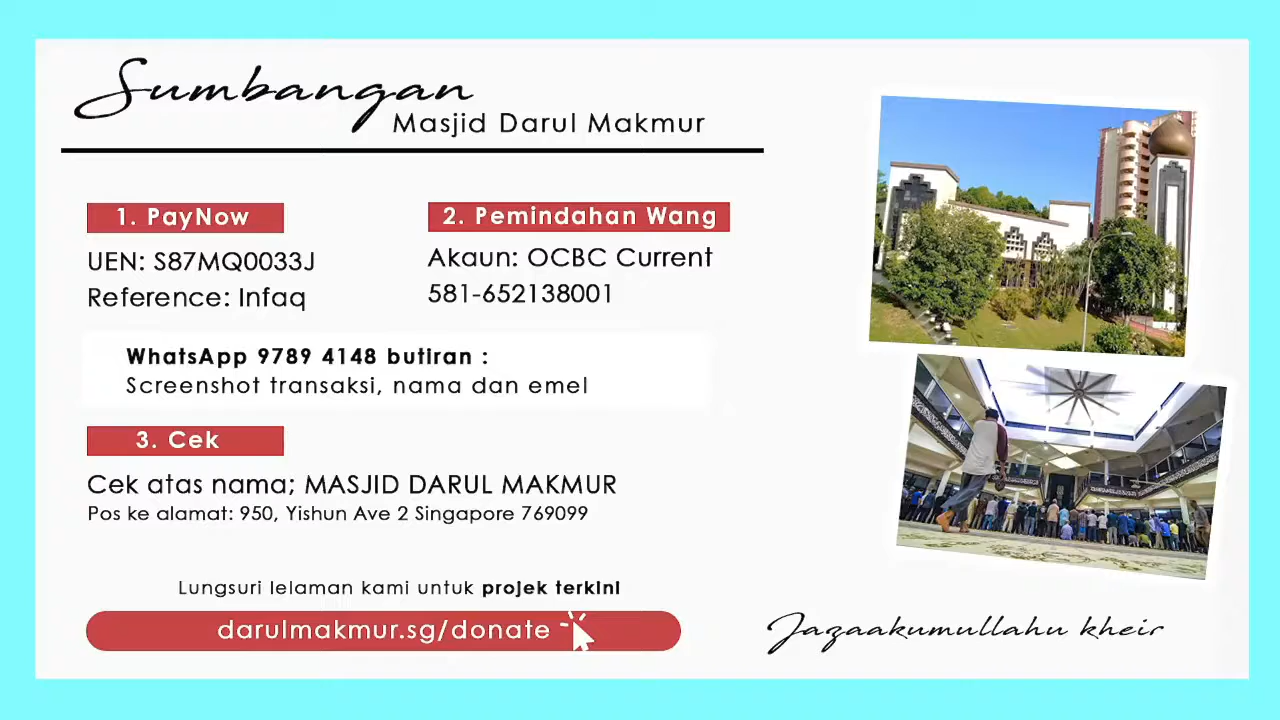 Sumbangan
Masjid Darul Makmur
1. PayNow
UEN: S87MQ0033J
Reference: Infaq
2. Pemindahan Wang
Akaun: OCBC Current
581-652138001
WhatsApp 9789 4148 butiran :
Screenshot transaksi, nama dan emel
3. Cek
Cek atas nama; MASJID DARUL MAKMUR
Pos ke alamat: 950, Yishun Ave 2 Singapore 769099
Lungsuri lelaman kami untuk projek terkini
darulmakmur.sg/donate
Jazaakumullahu kheir